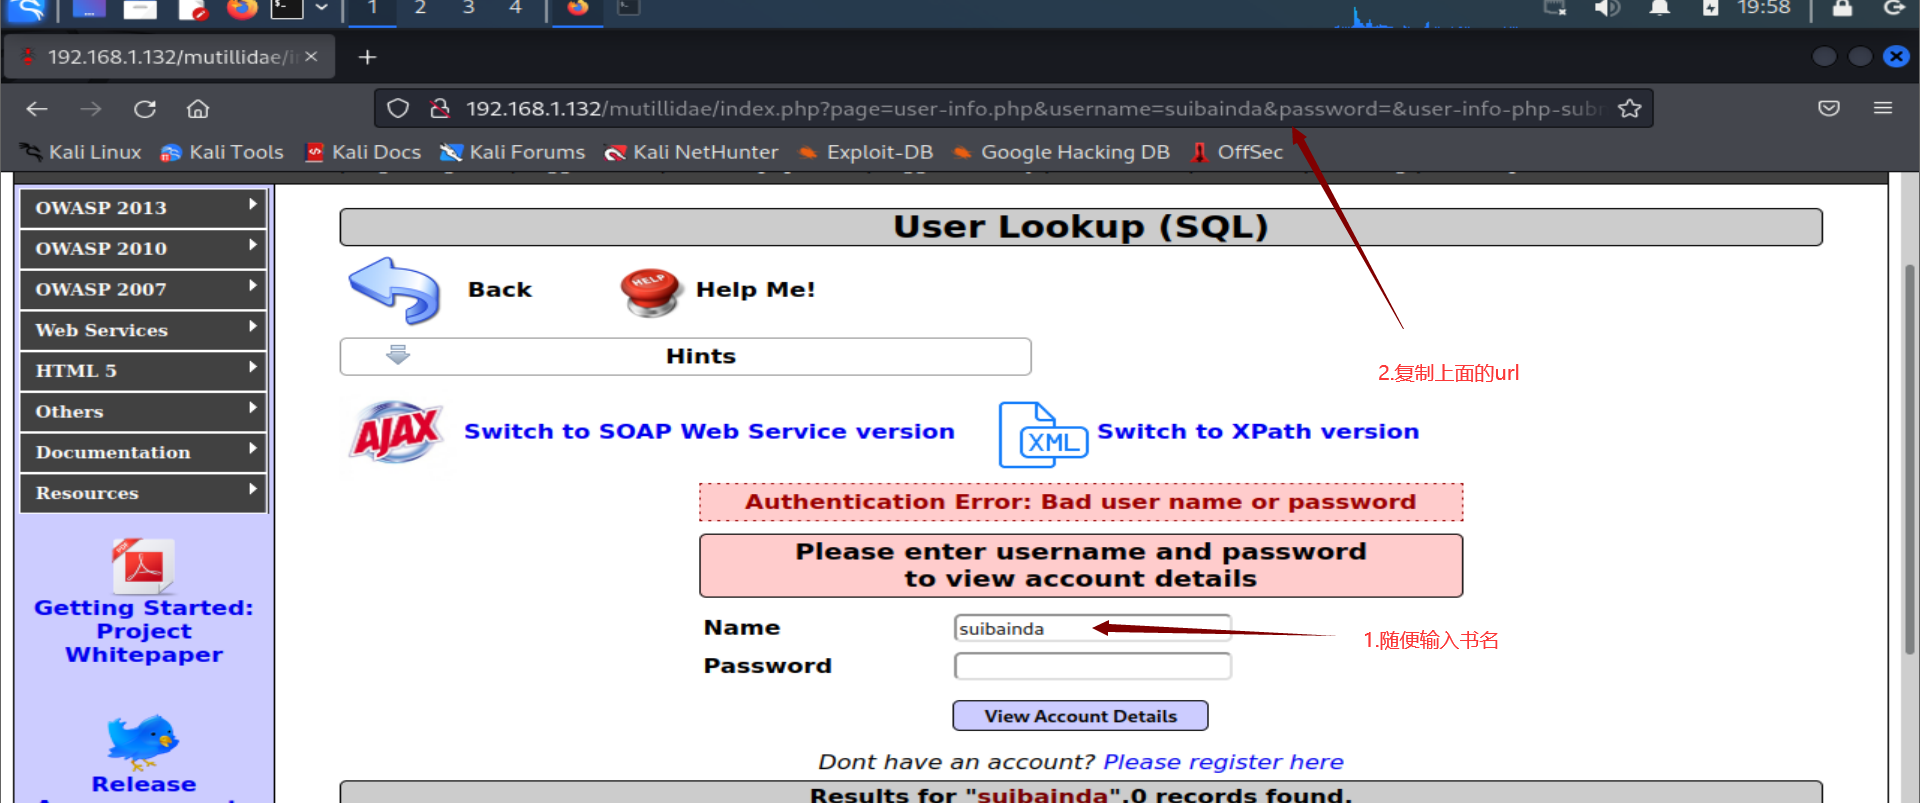 1 2 3 4
19:58
192.168.1.132/mutillidae/i
192.168.1.132/mutillidae/index.php?page=user-info.php&username=suibainda&password=&user-info-php-sub
Kali Linux Kali Tools Kali Docs Kali Forums Kali NetHunter Exploit-DB Google Hacking DB OffSec
OWASP 2013
OWASP 2010
OWASP 2007
Web Services
HTML 5
Others
Documentation
Resources
PDF
Getting Started:
Project
Whitepaper
Release
User Lookup (SQL)
Back
HELP
Help Me!
Hints
2.复制上面的url
AJAX
Switch to SOAP Web Service version
XML
Switch to XPath version
Authentication Error: Bad user name or password
Please enter username and password
to view account details
Name
suibainda
1.随便输入书名
Password
View Account Details
Dont have an account? Please register here
Results for "suibainda".0 records found.